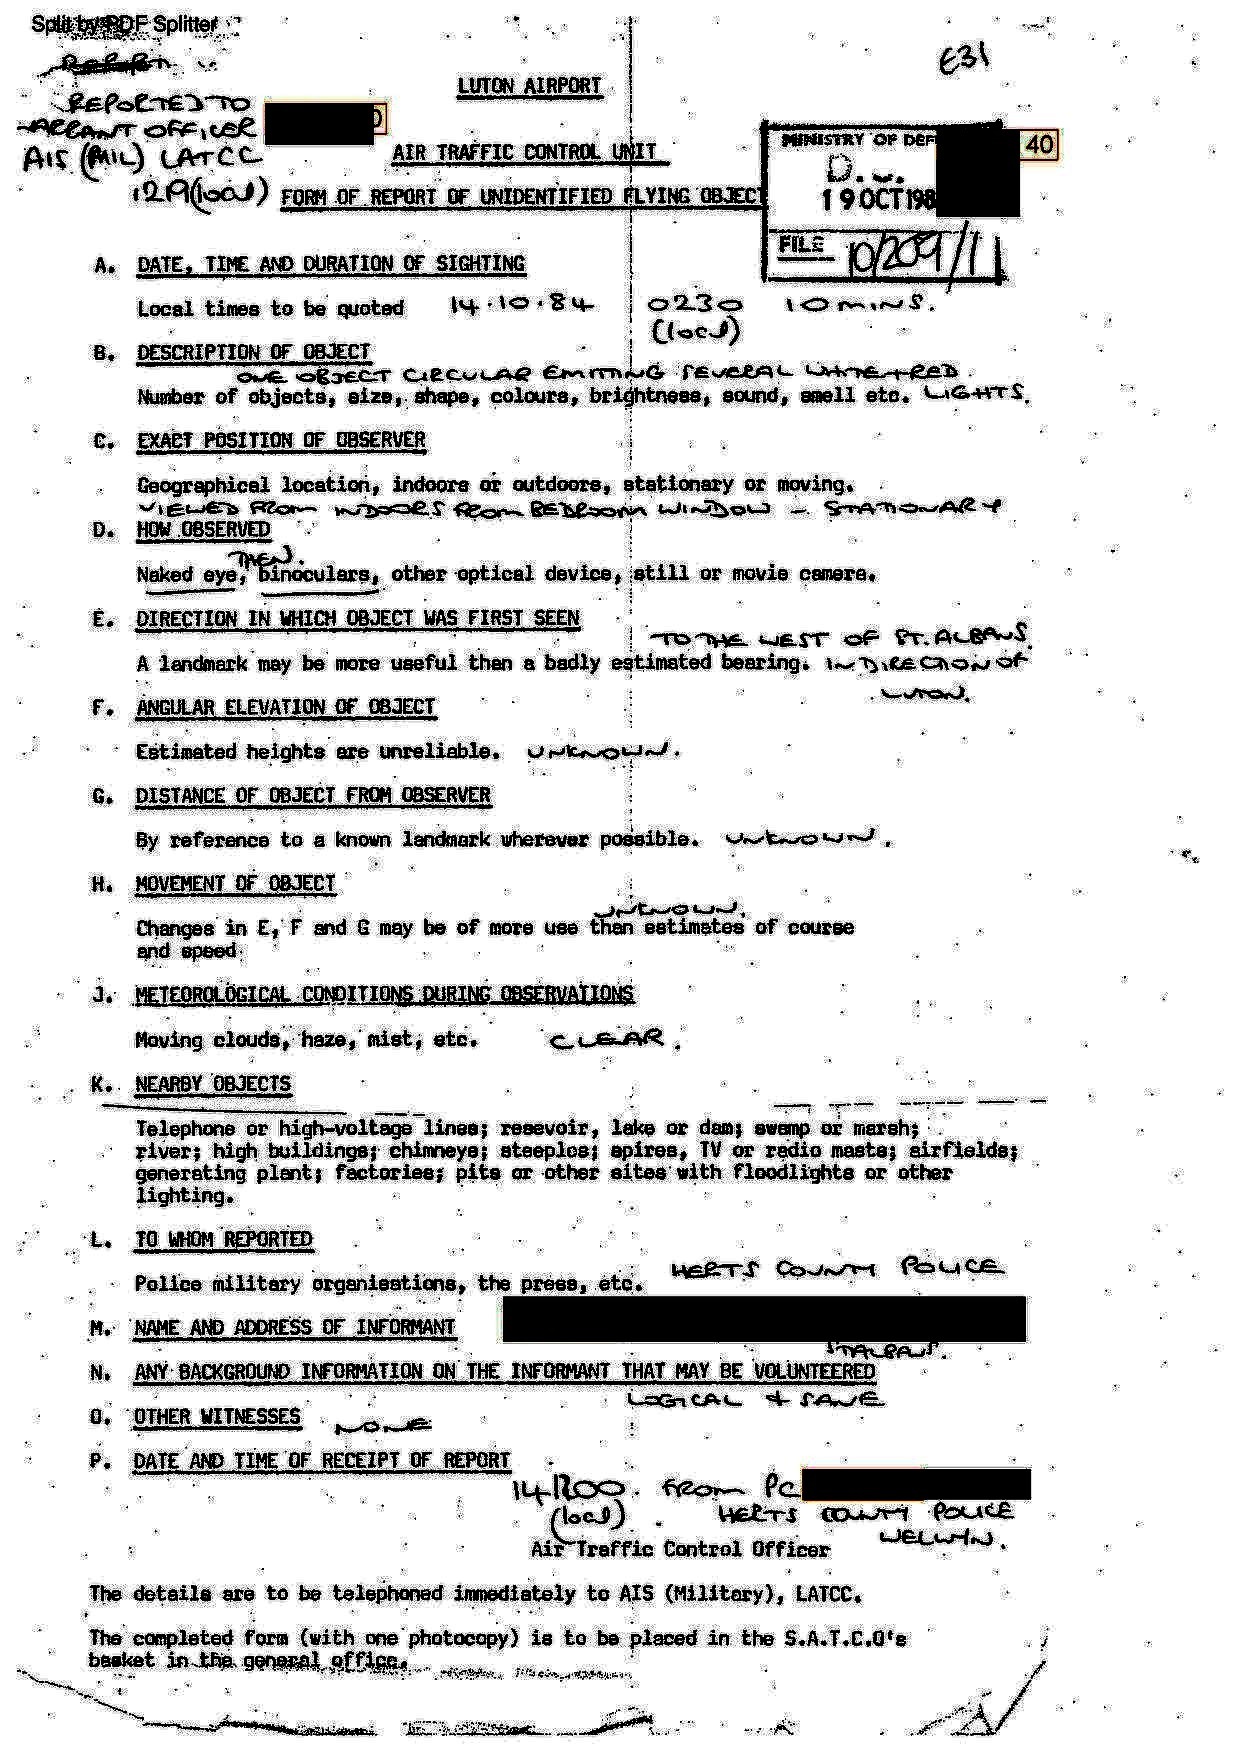 Split by PDF Splitter
REPORT
E31
LUTON AIRPORT
REPORTED TO
WARRANT OFFICER
AIS (MIL) LATCC
(local)
AIR TRAFFIC CONTROL UNIT
FORM OF REPORT OF UNIDENTIFIED FLYING OBJECT
MINISTRY OF DEF
40
19 OCT 198
FILE 10/209/11
A. DATE, TIME AND DURATION OF SIGHTING
Local times to be quoted 14.10.84 0230 10 MINS.
(local)
B. DESCRIPTION OF OBJECT
ONE OBJECT CIRCULAR EMITTING SEVERAL WHITE + RED
Number of objects, size, shape, colours, brightness, sound, smell etc. LIGHTS.
C. EXACT POSITION OF OBSERVER
Geographical location, indoors or outdoors, stationary or moving.
VIEWED FROM INDOORS FROM BEDROOM WINDOW - STATIONARY
D. HOW OBSERVED
THEN.
Naked eye, binoculars, other optical device, still or movie camera.
E. DIRECTION IN WHICH OBJECT WAS FIRST SEEN
TO THE WEST OF ST. ALBANS.
A landmark may be more useful than a badly estimated bearing. IN DIRECTION OF
LUTON.
F. ANGULAR ELEVATION OF OBJECT
Estimated heights are unreliable. UNKNOWN.
G. DISTANCE OF OBJECT FROM OBSERVER
By reference to a known landmark wherever possible. UNKNOWN.
H. MOVEMENT OF OBJECT
UNKNOWN.
Changes in E, F and G may be of more use than estimates of course
and speed
J. METEOROLOGICAL CONDITIONS DURING OBSERVATIONS
Moving clouds, haze, mist, etc. CLEAR.
K. NEARBY OBJECTS
Telephone or high-voltage lines; resevoir, lake or dam; swamp or marsh;
river; high buildings; chimneys; steeples; spires, TV or radio masts; airfields;
generating plant; factories; pits or other sites with floodlights or other
lighting.
L. TO WHOM REPORTED
Police military organisations, the press, etc. HERTS COUNTY POLICE
M. NAME AND ADDRESS OF INFORMANT
ST ALBANS.
N. ANY BACKGROUND INFORMATION ON THE INFORMANT THAT MAY BE VOLUNTEERED
LOGICAL & SANE
O. OTHER WITNESSES NONE
P. DATE AND TIME OF RECEIPT OF REPORT
14/1200. FROM PC
(local) HERTS COUNTY POLICE
WELWYN.
Air Traffic Control Officer
The details are to be telephoned immediately to AIS (Military), LATCC.
The completed form (with one photocopy) is to be placed in the S.A.T.C.O's
basket in the general office.